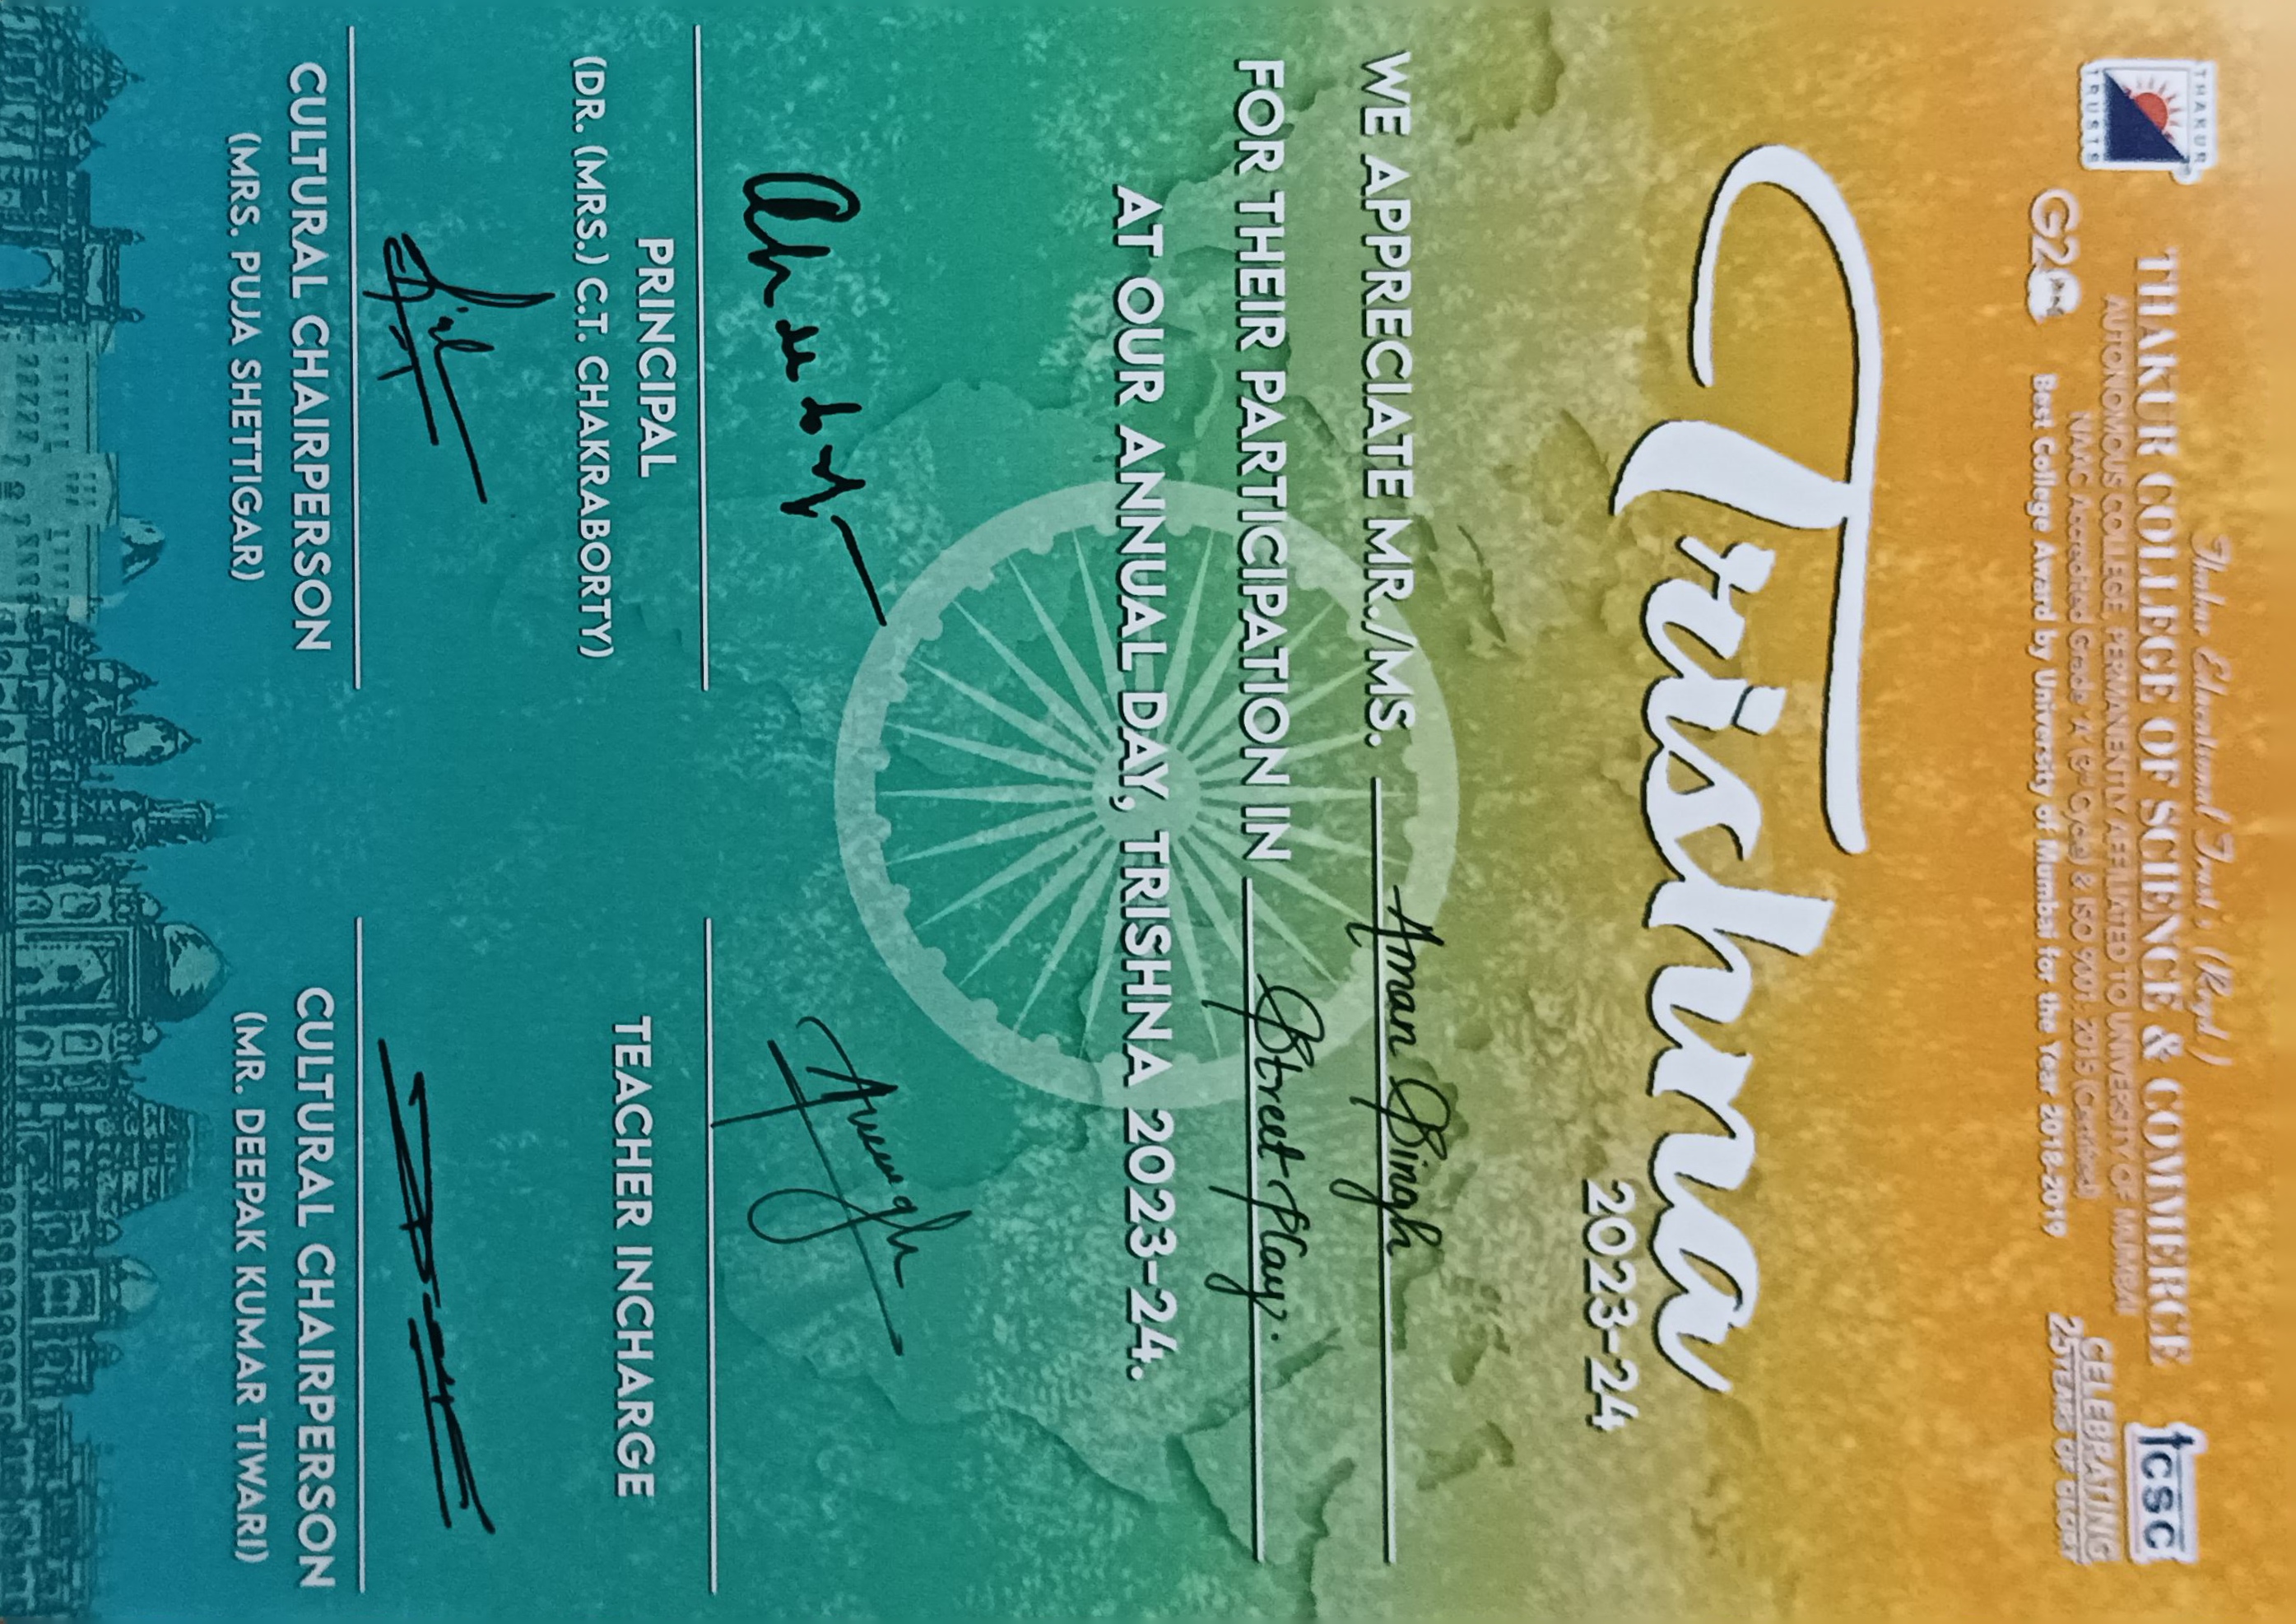 THAKUR
TRUSTS
Thakur Educational Trust's (Regd.)
THAKUR COLLEGE OF SCIENCE & COMMERCE
AUTONOMOUS COLLEGE, PERMANENTLY AFFILIATED TO UNIVERSITY OF MUMBAI
NAAC Accredited Grade 'A' (3rd Cycle) & ISO 9001: 2015 (Certified)
Best College Award by University of Mumbai for the Year 2018-2019
G20
tcsc
CELEBRATING
25 YEARS OF GLORY
Trishna
2023-24
WE APPRECIATE MR./MS. Aman Singh
FOR THEIR PARTICIPATION IN Street Play.
AT OUR ANNUAL DAY, TRISHNA 2023-24.
PRINCIPAL
(DR. (MRS.) C.T. CHAKRABORTY)
TEACHER INCHARGE
CULTURAL CHAIRPERSON
(MRS. PUJA SHETTIGAR)
CULTURAL CHAIRPERSON
(MR. DEEPAK KUMAR TIWARI)